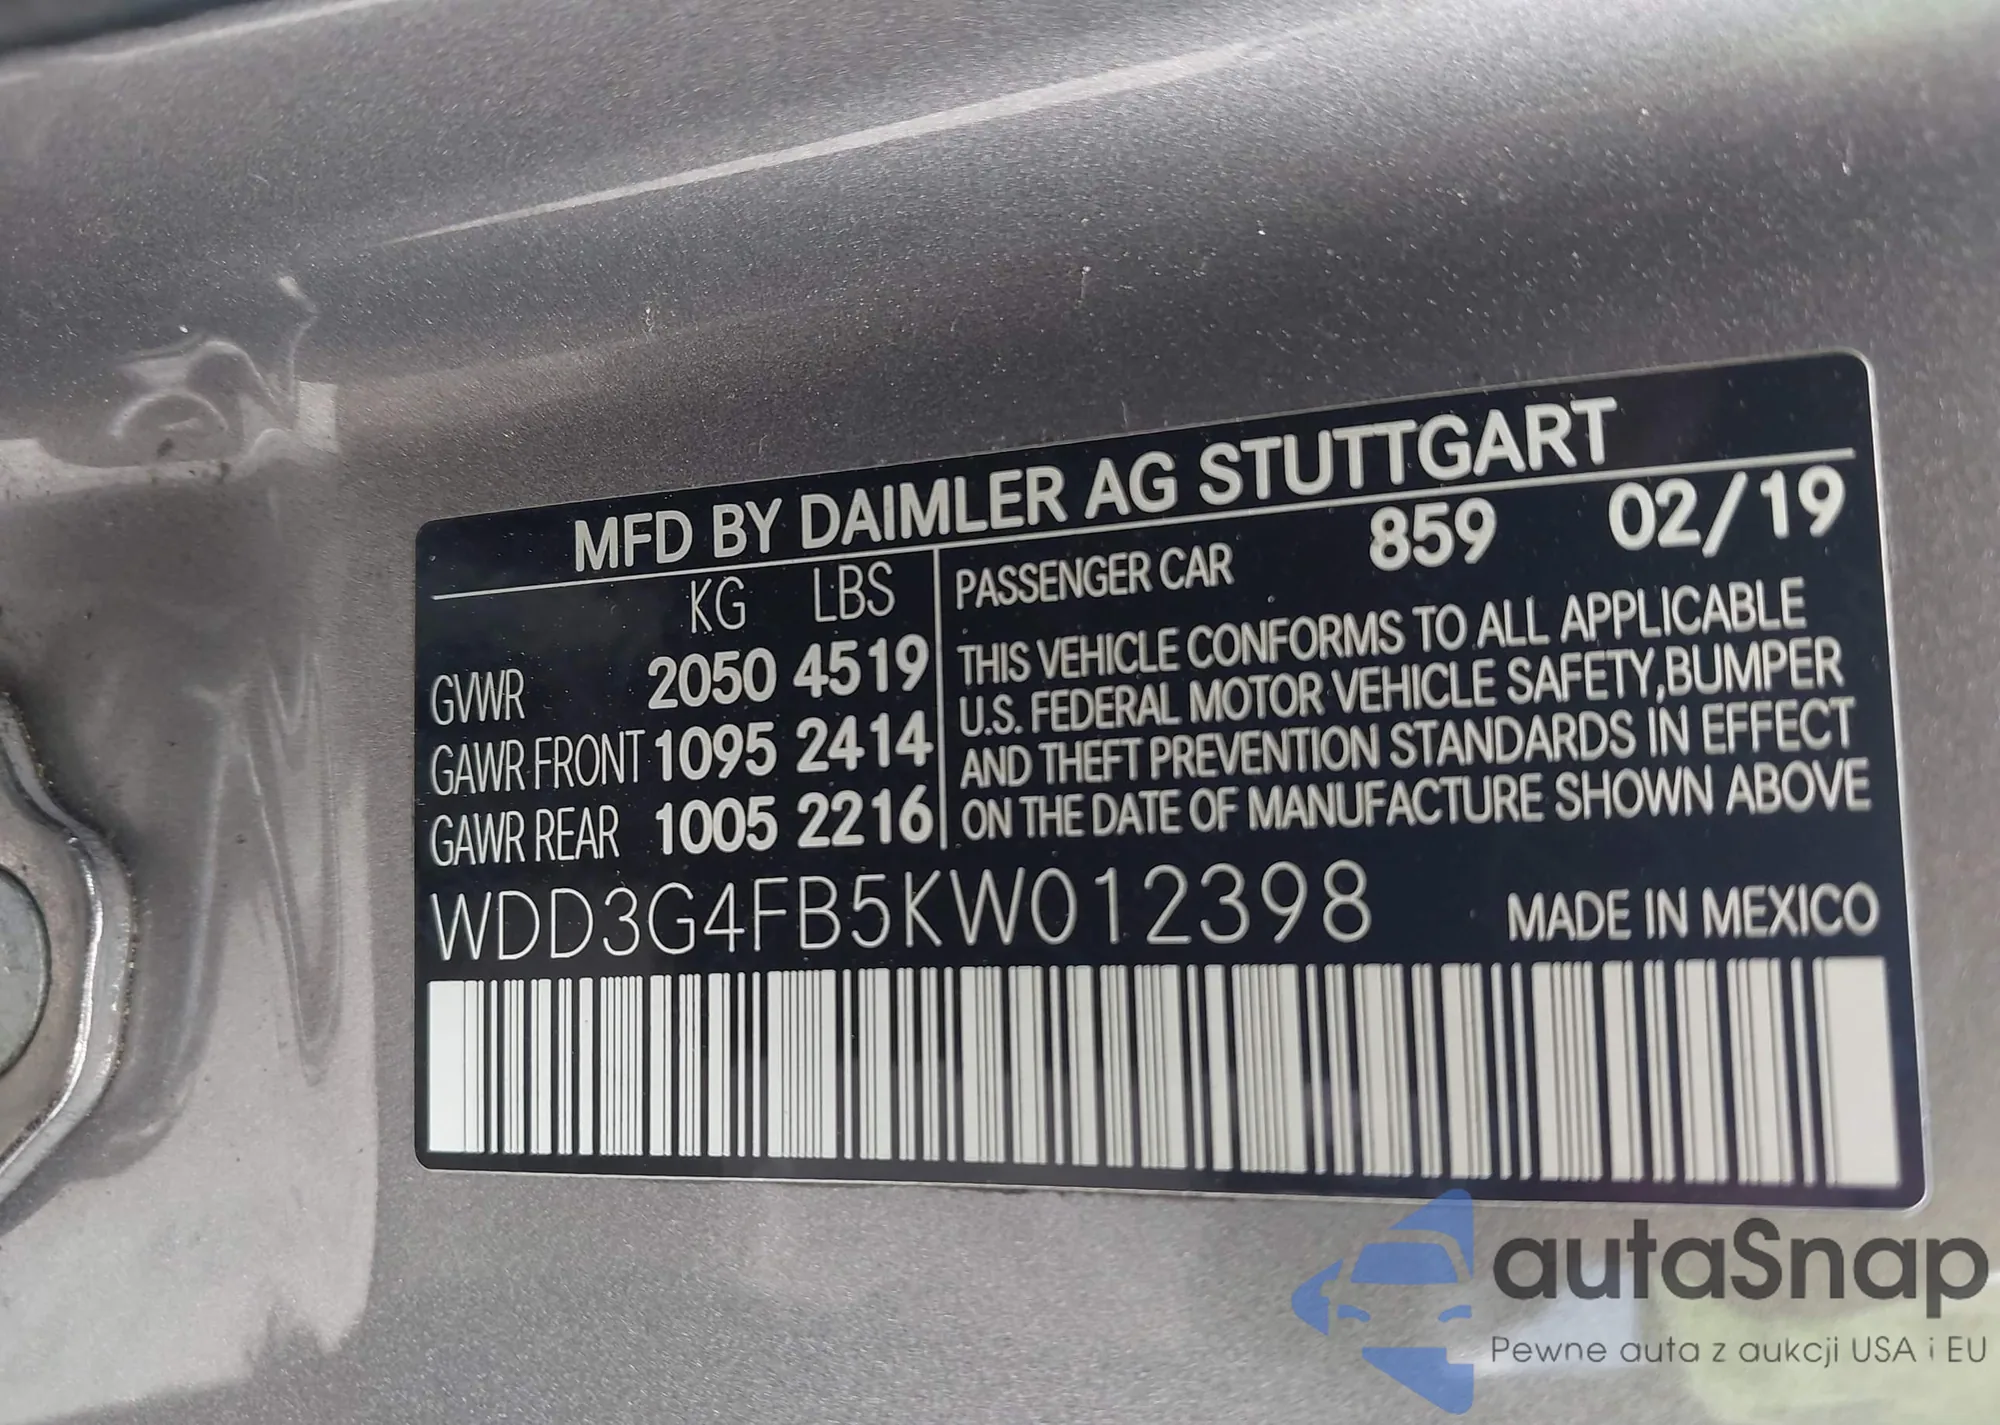 MFD BY DAIMLER AG STUTTGART
KG LBS
GVWR 2050 4519
GAWR FRONT 1095 2414
GAWR REAR 1005 2216
PASSENGER CAR 859 02/19
THIS VEHICLE CONFORMS TO ALL APPLICABLE
U.S. FEDERAL MOTOR VEHICLE SAFETY,BUMPER
AND THEFT PREVENTION STANDARDS IN EFFECT
ON THE DATE OF MANUFACTURE SHOWN ABOVE
WDD3G4FB5KW012398
MADE IN MEXICO
autaSnap
Pewne auta z aukcji USA i EU